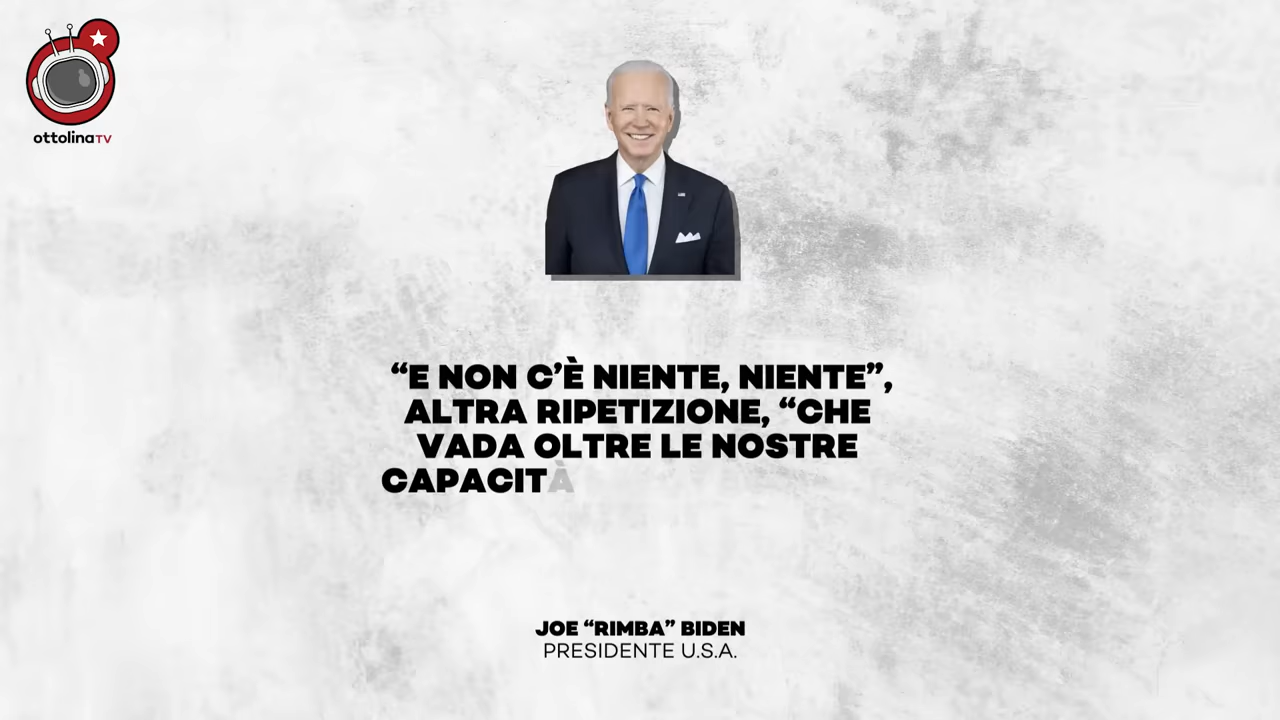 ottolinaTV
“E NON C’È NIENTE, NIENTE”,
ALTRA RIPETIZIONE, “CHE
VADA OLTRE LE NOSTRE
CAPACITÀ
JOE “RIMBA” BIDEN
PRESIDENTE U.S.A.